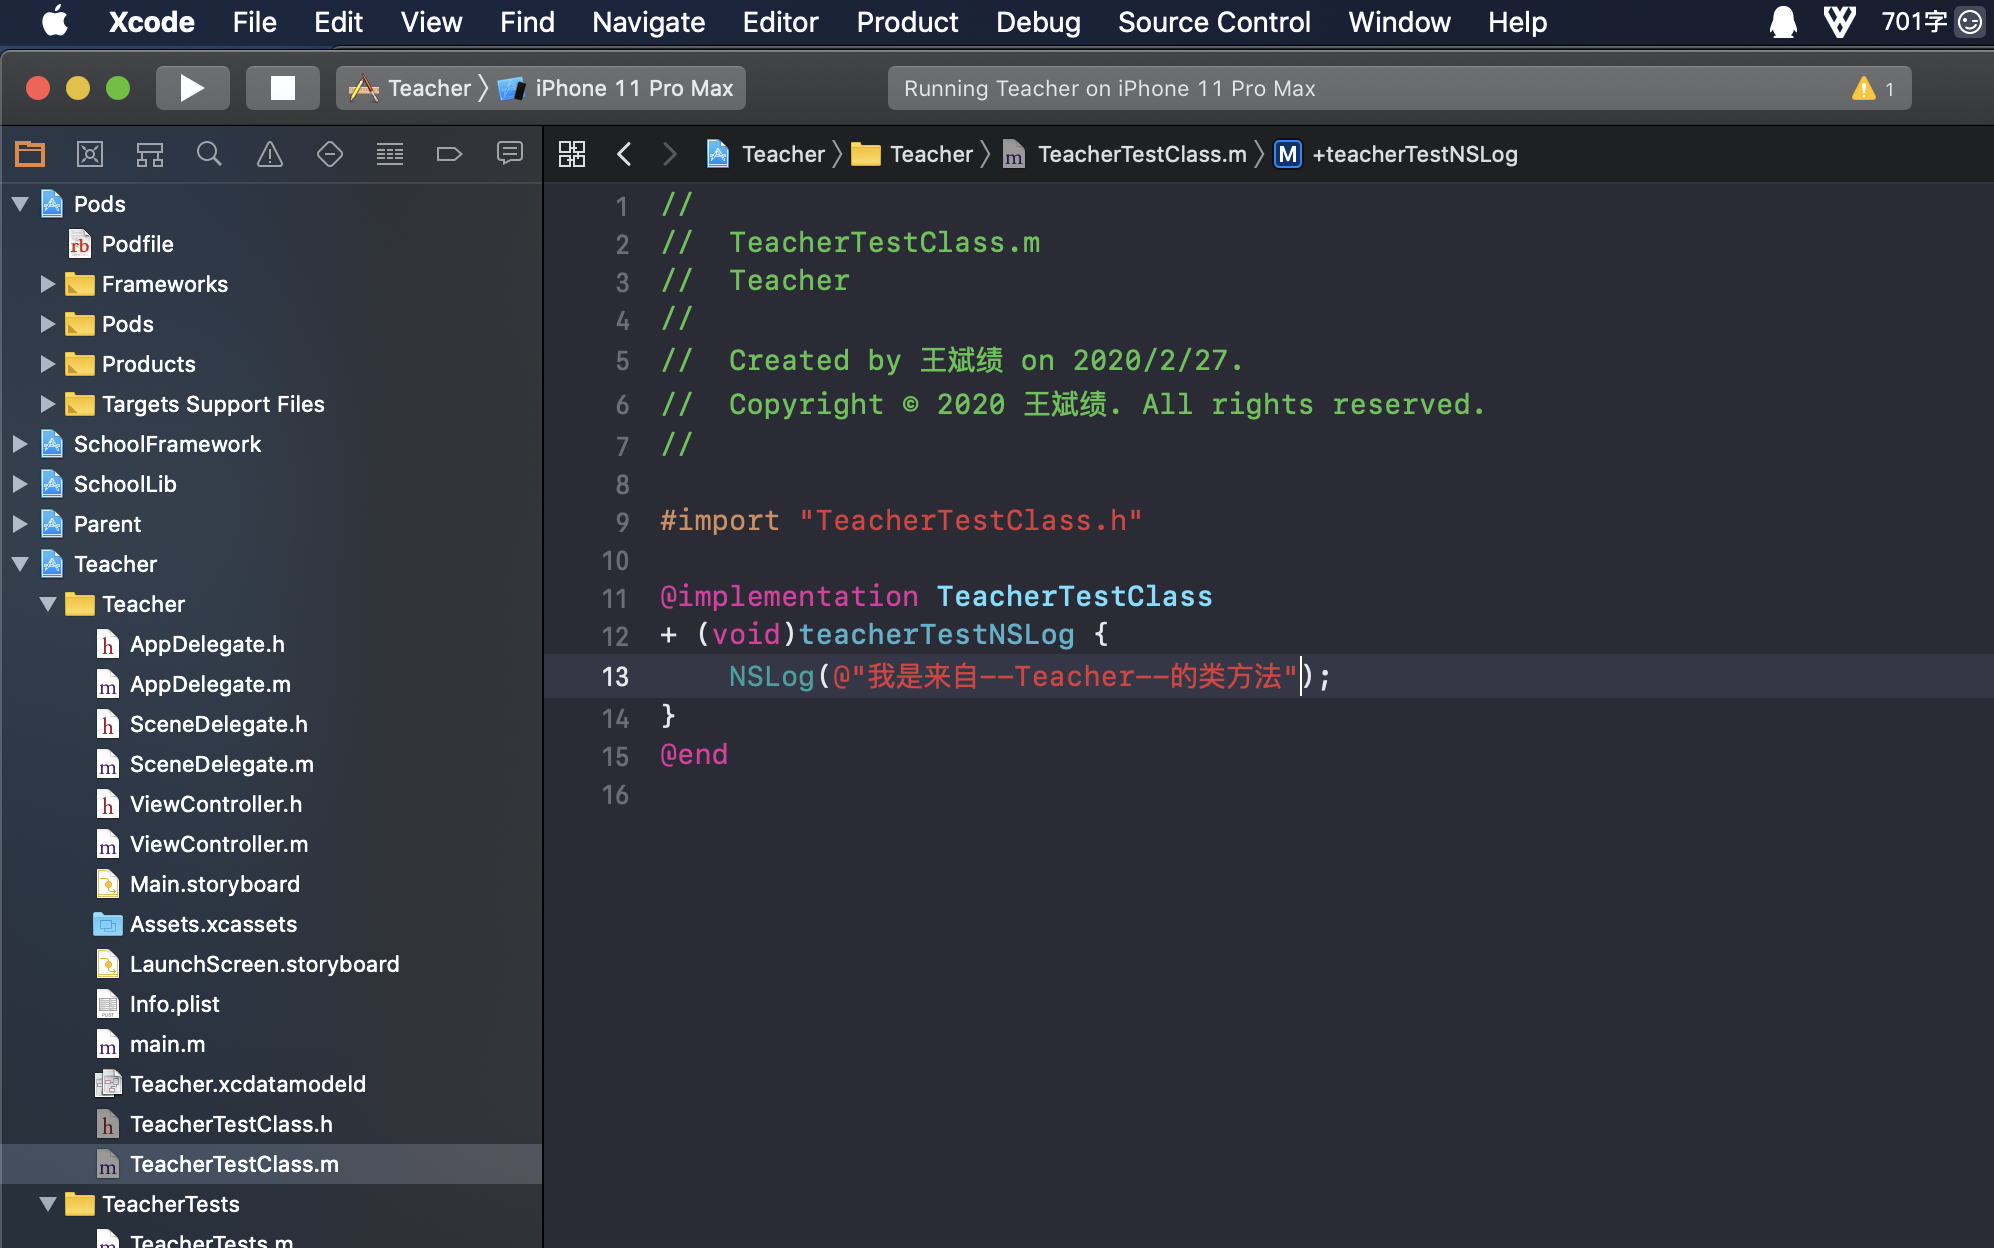 Xcode File Edit View Find Navigate Editor Product Debug Source Control Window Help 701字
Teacher iPhone 11 Pro Max Running Teacher on iPhone 11 Pro Max 1
Teacher Teacher m TeacherTestClass.m M +teacherTestNSLog
Pods
rb Podfile
Frameworks
Pods
Products
Targets Support Files
SchoolFramework
SchoolLib
Parent
Teacher
Teacher
h AppDelegate.h
m AppDelegate.m
h SceneDelegate.h
m SceneDelegate.m
h ViewController.h
m ViewController.m
Main.storyboard
Assets.xcassets
LaunchScreen.storyboard
Info.plist
m main.m
Teacher.xcdatamodeld
h TeacherTestClass.h
m TeacherTestClass.m
TeacherTests
m TeacherTests.m
1 //
2 //  TeacherTestClass.m
3 //  Teacher
4 //
5 //  Created by 王斌绩 on 2020/2/27.
6 //  Copyright © 2020 王斌绩. All rights reserved.
7 //
8
9 #import "TeacherTestClass.h"
10
11 @implementation TeacherTestClass
12 + (void)teacherTestNSLog {
13     NSLog(@"我是来自--Teacher--的类方法");
14 }
15 @end
16